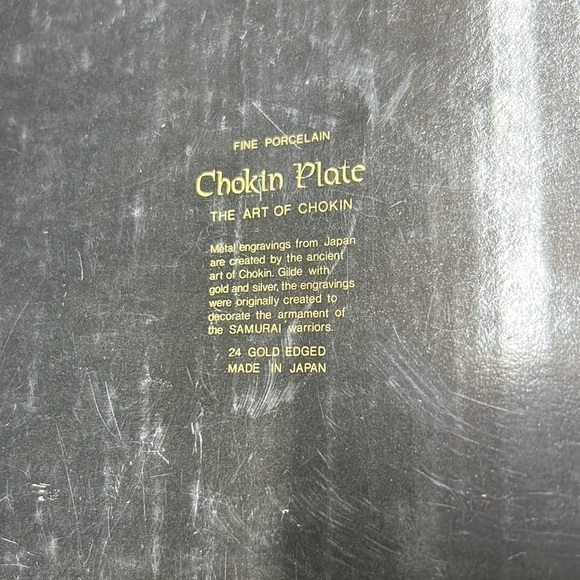 FINE PORCELAIN
Chokin Plate
THE ART OF CHOKIN
Metal engravings from Japan
are created by the ancient
art of Chokin. Gilde with
gold and silver, the engravings
were originally created to
decorate the armament of
the SAMURAI warriors.
24 GOLD EDGED
MADE IN JAPAN